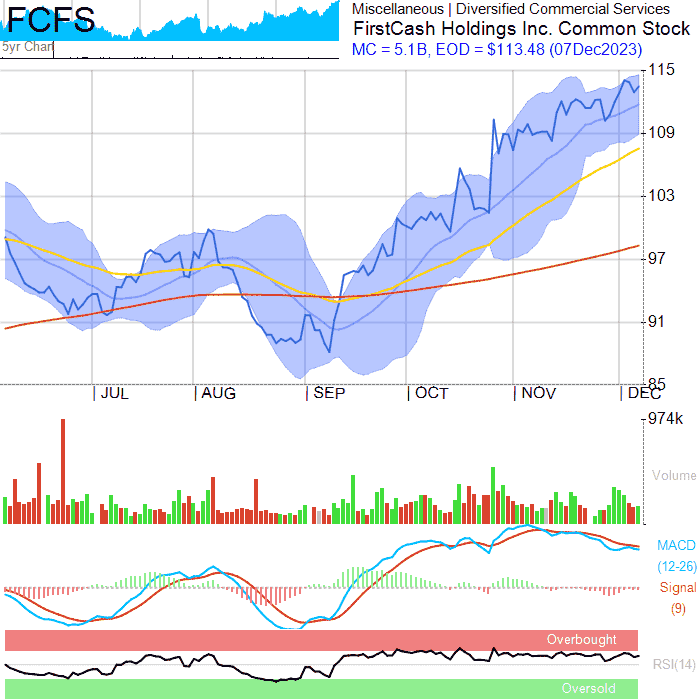 FCFS
5yr Chart
Miscellaneous | Diversified Commercial Services
FirstCash Holdings Inc. Common Stock
MC = 5.1B, EOD = $113.48 (07Dec2023)
115
109
103
97
91
85
JUL
AUG
SEP
OCT
NOV
DEC
974k
Volume
MACD
(12-26)
Signal
(9)
Overbought
RSI(14)
Oversold